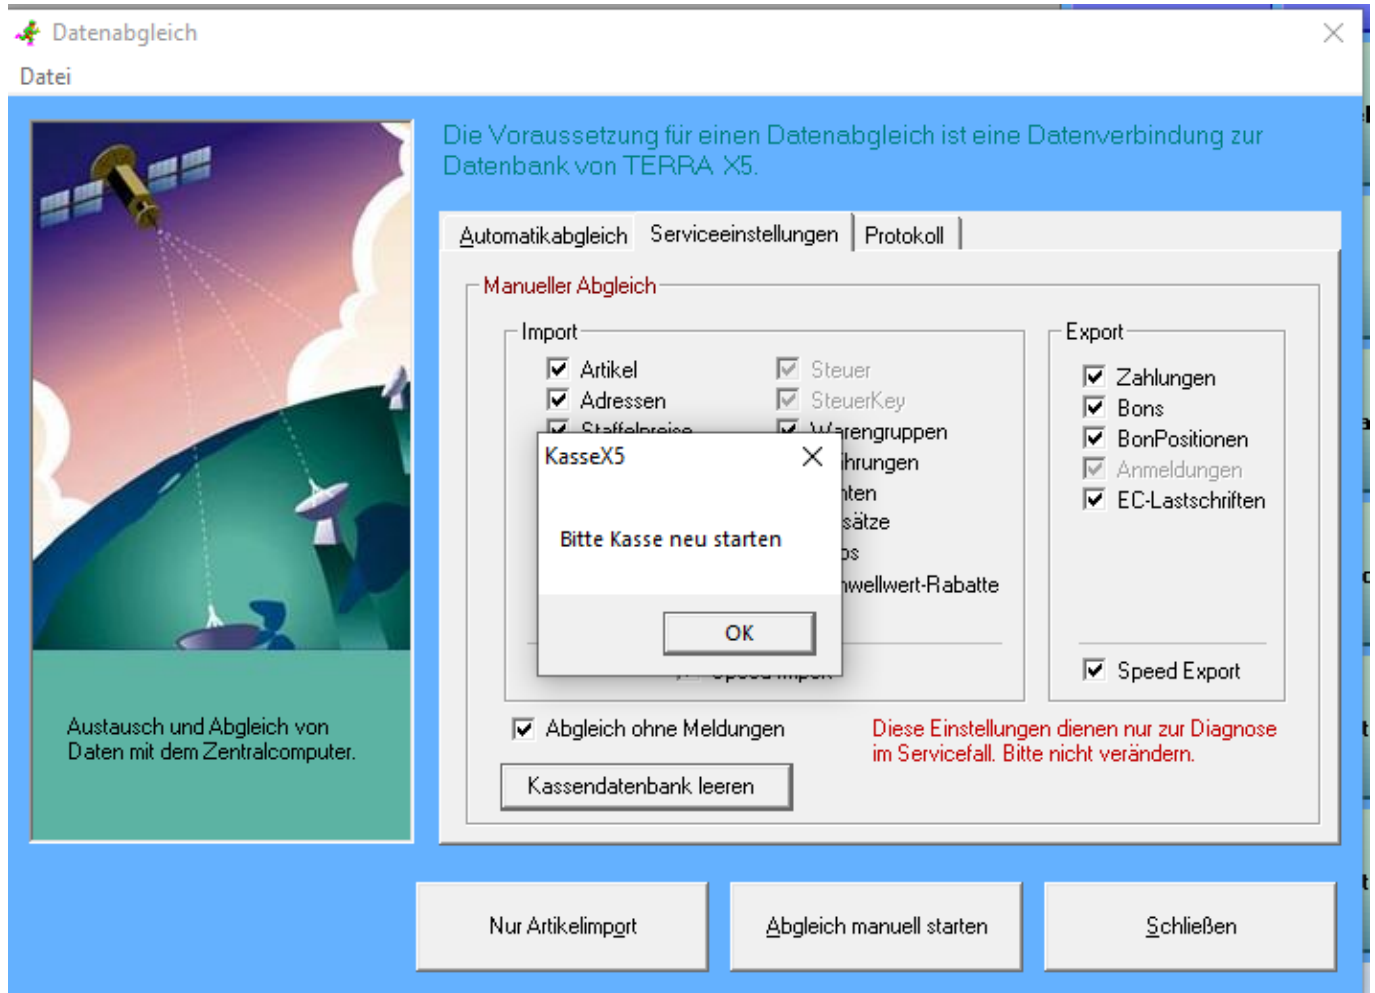 Datenabgleich
Datei
Die Voraussetzung für einen Datenabgleich ist eine Datenverbindung zur
Datenbank von TERRA X5.
Automatikabgleich Serviceeinstellungen Protokoll
Manueller Abgleich
Import
Export
Artikel
Steuer
Zahlungen
Adressen
SteuerKey
Bons
Staffelpreise
Warengruppen
BonPositionen
KasseX5
Anmeldungen
EC-Lastschriften
Bitte Kasse neu starten
OK
Speed Export
Abgleich ohne Meldungen
Diese Einstellungen dienen nur zur Diagnose
im Servicefall. Bitte nicht verändern.
Kassendatenbank leeren
Austausch und Abgleich von
Daten mit dem Zentralcomputer.
Nur Artikelimport
Abgleich manuell starten
Schließen